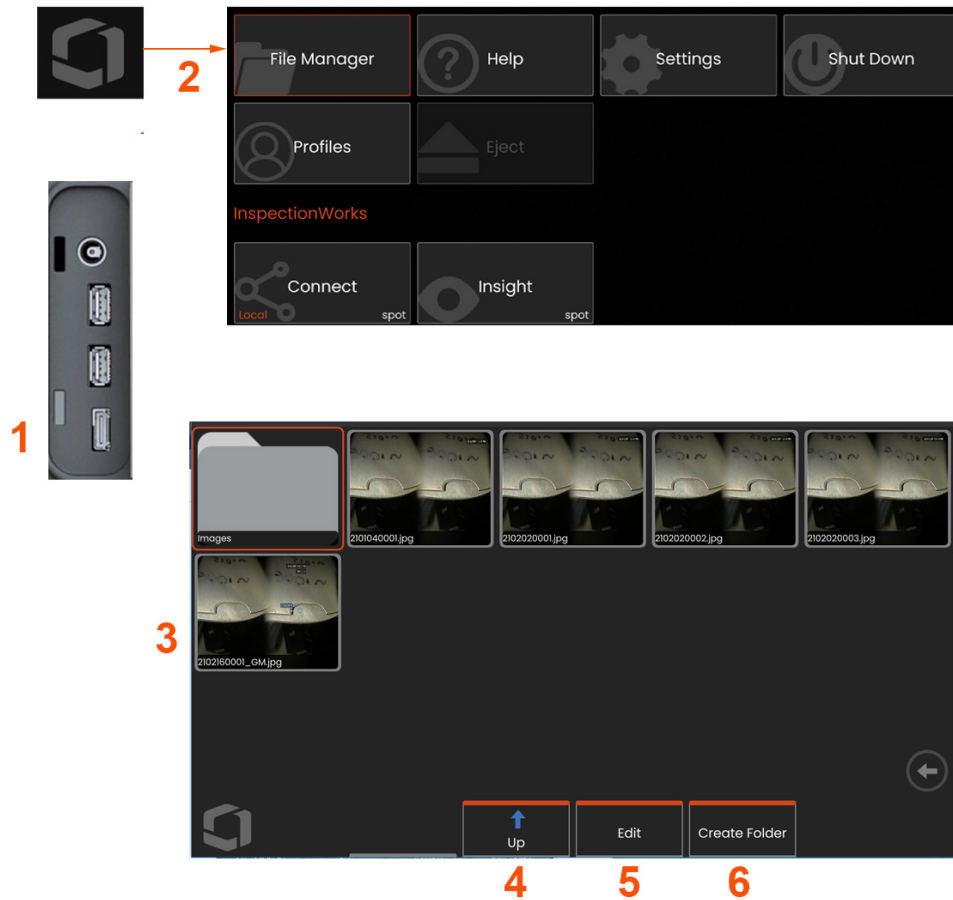 2
File Manager
Help
Settings
Shut Down
Profiles
Eject
InspectionWorks
Connect
Local
spot
Insight
spot
1
Images
2101040001.jpg
2102020001.jpg
2102020002.jpg
2102020003.jpg
3
2102160001_GM.jpg
Up
Edit
Create Folder
4
5
6